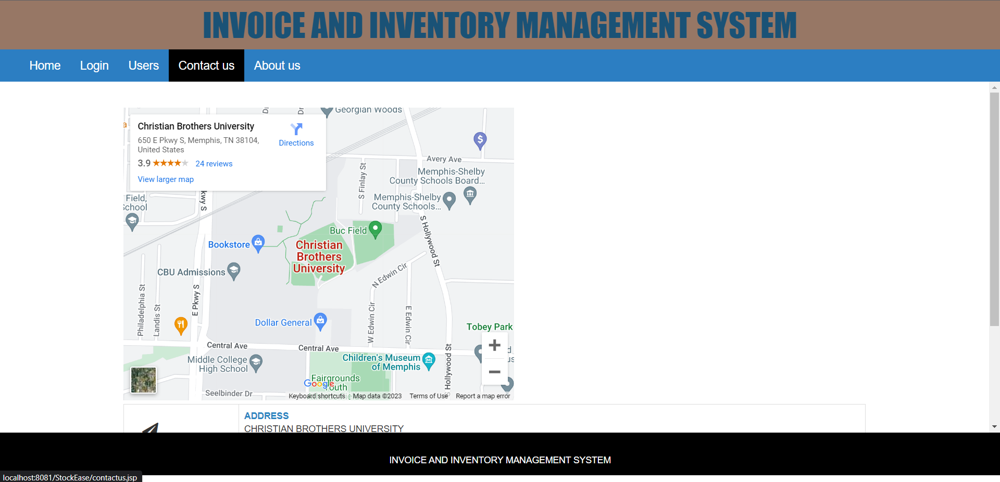 INVOICE AND INVENTORY MANAGEMENT SYSTEM
Home Login Users Contact us About us
Christian Brothers University
650 E Pkwy S, Memphis, TN 38104,
United States
Directions
3.9 24 reviews
View larger map
Georgian Woods
Avery Ave
Memphis-Shelby
County Schools Board...
Memphis-Shelby
County Schools...
S Finlay St
Field,
School
kwy S
S Hollywood St
Buc Field
Bookstore
Christian
Brothers
University
CBU Admissions
N Edwin Cir
Philadelphia St
Landis St
E Pkwy S
W Edwin Cir
E Edwin Cir
Dollar General
Tobey Park
Central Ave
Central Ave
S Hollywood St
Children's Museum
of Memphis
Middle College
High School
Fairgrounds
Youth
Google
Seelbinder Dr
Keyboard shortcuts Map data ©2023 Terms of Use Report a map error
ADDRESS
CHRISTIAN BROTHERS UNIVERSITY
INVOICE AND INVENTORY MANAGEMENT SYSTEM
localhost:8081/StockEase/contactus.jsp